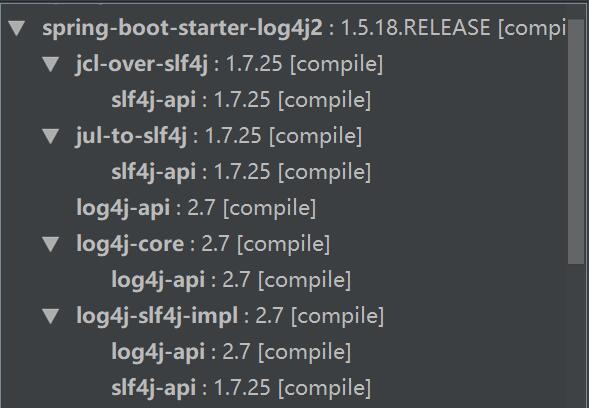 spring-boot-starter-log4j2 : 1.5.18.RELEASE [compi
jcl-over-slf4j : 1.7.25 [compile]
slf4j-api : 1.7.25 [compile]
jul-to-slf4j : 1.7.25 [compile]
slf4j-api : 1.7.25 [compile]
log4j-api : 2.7 [compile]
log4j-core : 2.7 [compile]
log4j-api : 2.7 [compile]
log4j-slf4j-impl : 2.7 [compile]
log4j-api : 2.7 [compile]
slf4j-api : 1.7.25 [compile]